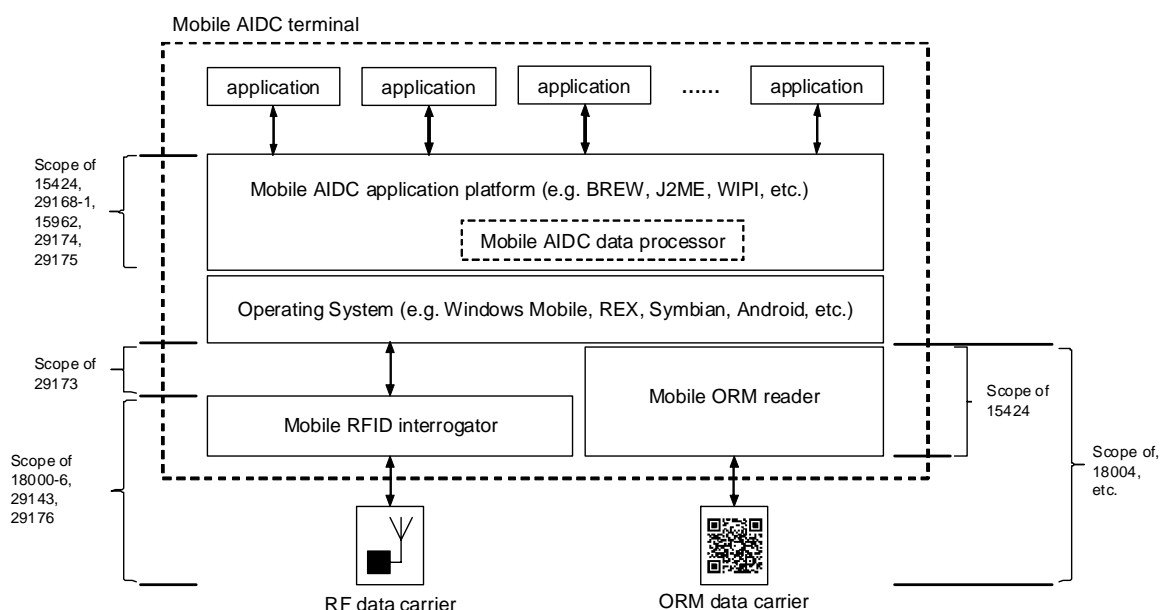 Mobile AIDC terminal
application
application
application
......
application
Scope of
15424,
29168-1,
15962,
29174,
29175
Mobile AIDC application platform (e.g. BREW, J2ME, WIPI, etc.)
Mobile AIDC data processor
Operating System (e.g. Windows Mobile, REX, Symbian, Android, etc.)
Scope of
29173
Mobile RFID interrogator
Mobile ORM reader
Scope of
15424
Scope of
18000-6,
29143,
29176
Scope of,
18004,
etc.
RF data carrier
ORM data carrier